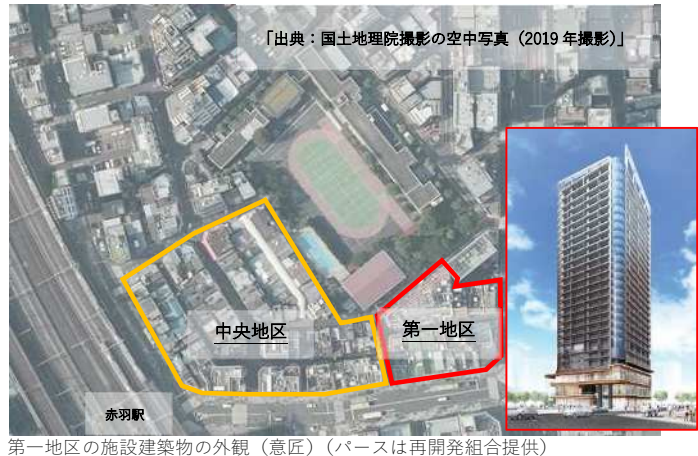 「出典：国土地理院撮影の空中写真（2019年撮影）」
中央地区
第一地区
赤羽駅
第一地区の施設建築物の外観（意匠）（パースは再開発組合提供）